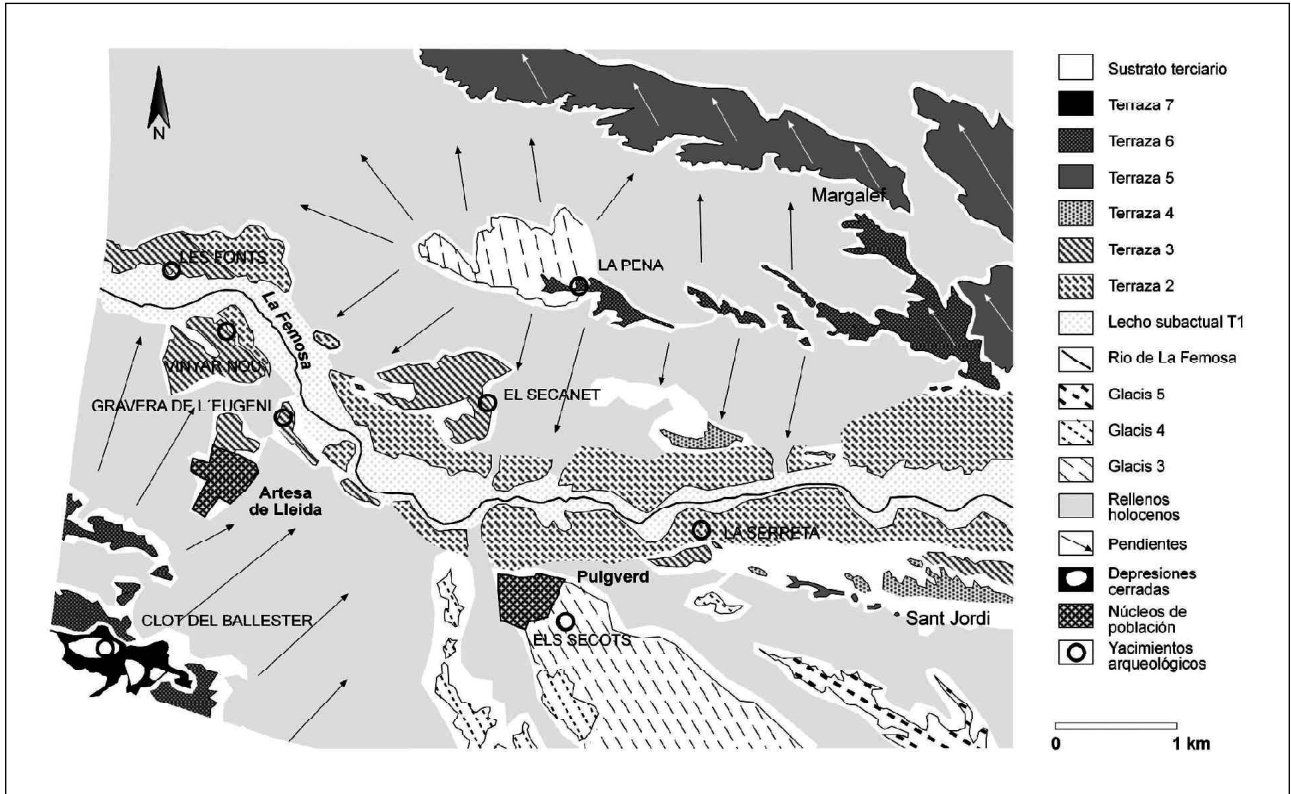 N
Margalef
LES FONTS
La Femosa
LA PENA
VINYAR NOU
GRAVERA DE L´EUGENI
EL SECANET
Artesa
de Lleida
LA SERRETA
Puigverd
CLOT DEL BALLESTER
ELS SECOTS
Sant Jordi
Sustrato terciario
Terraza 7
Terraza 6
Terraza 5
Terraza 4
Terraza 3
Terraza 2
Lecho subactual T1
Rio de La Femosa
Glacis 5
Glacis 4
Glacis 3
Rellenos
holocenos
Pendientes
Depresiones
cerradas
Núcleos de
población
Yacimientos
arqueológicos
0 1 km